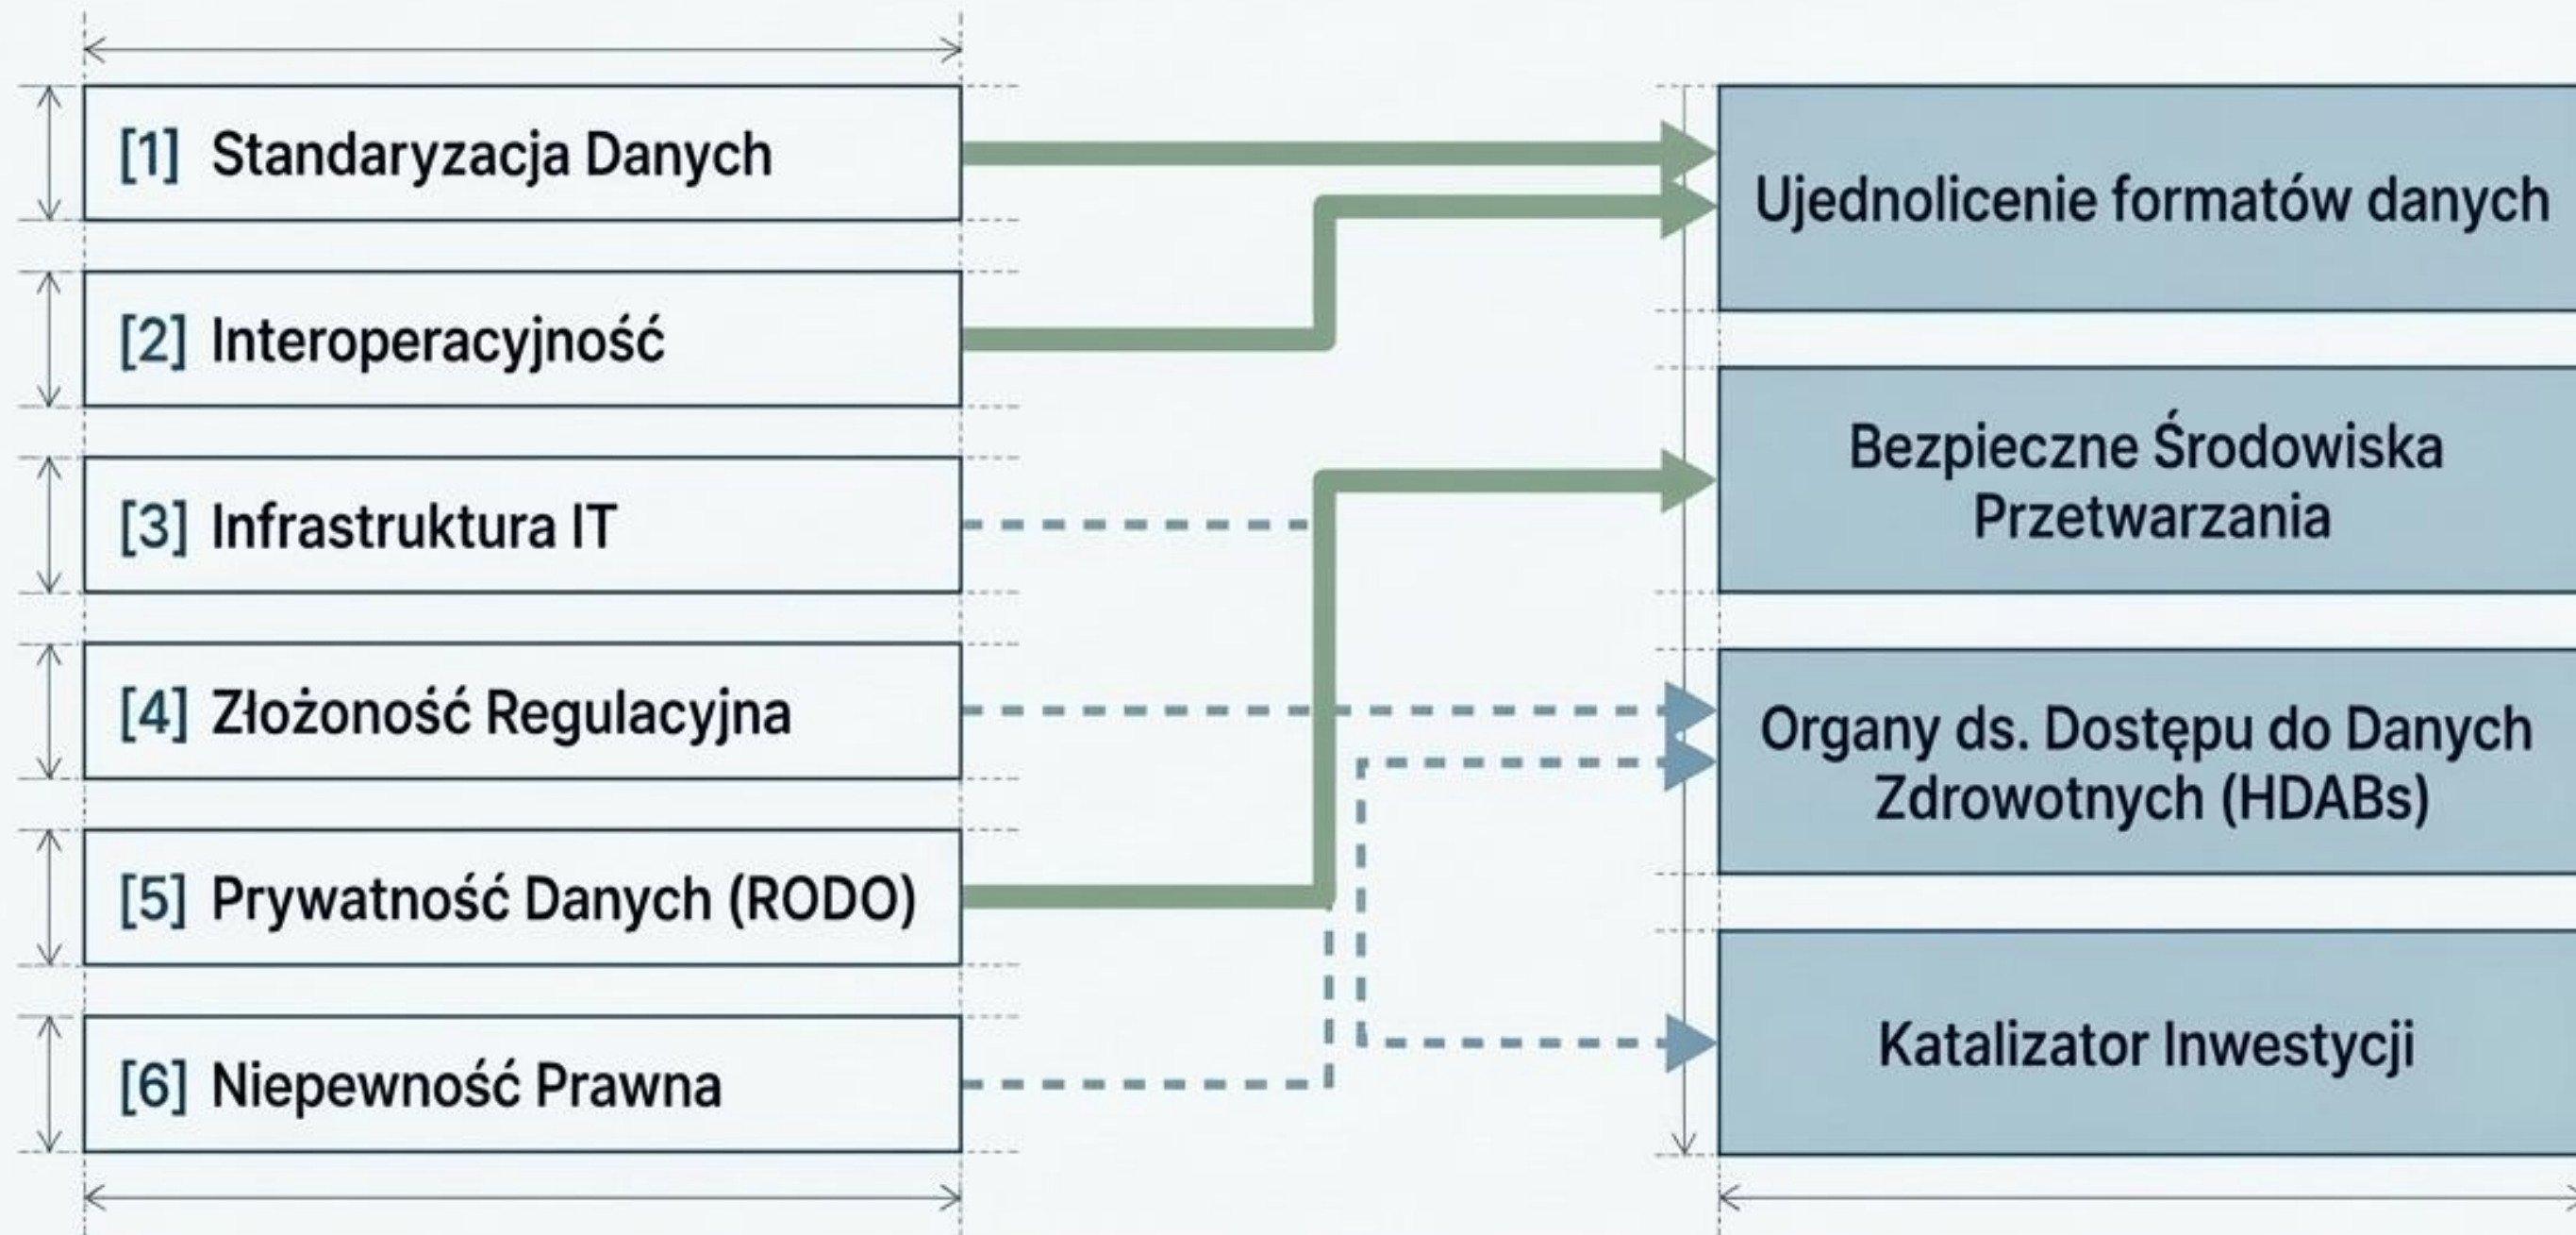 [1] Standaryzacja Danych
[2] Interoperacyjność
[3] Infrastruktura IT
[4] Złożoność Regulacyjna
[5] Prywatność Danych (RODO)
[6] Niepewność Prawna
Ujednolicenie formatów danych
Bezpieczne Środowiska
Przetwarzania
Organy ds. Dostępu do Danych
Zdrowotnych (HDABs)
Katalizator Inwestycji